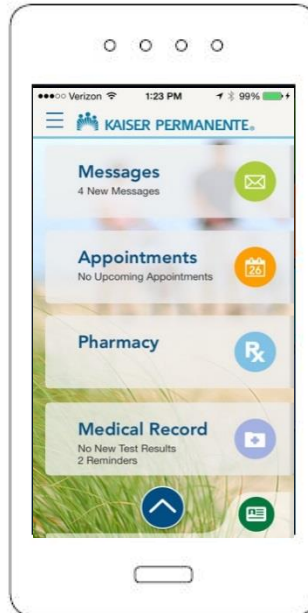 Verizon 1:23 PM 99%
KAISER PERMANENTE®
Messages
4 New Messages
Appointments
No Upcoming Appointments
26
Pharmacy
Rx
Medical Record
No New Test Results
2 Reminders